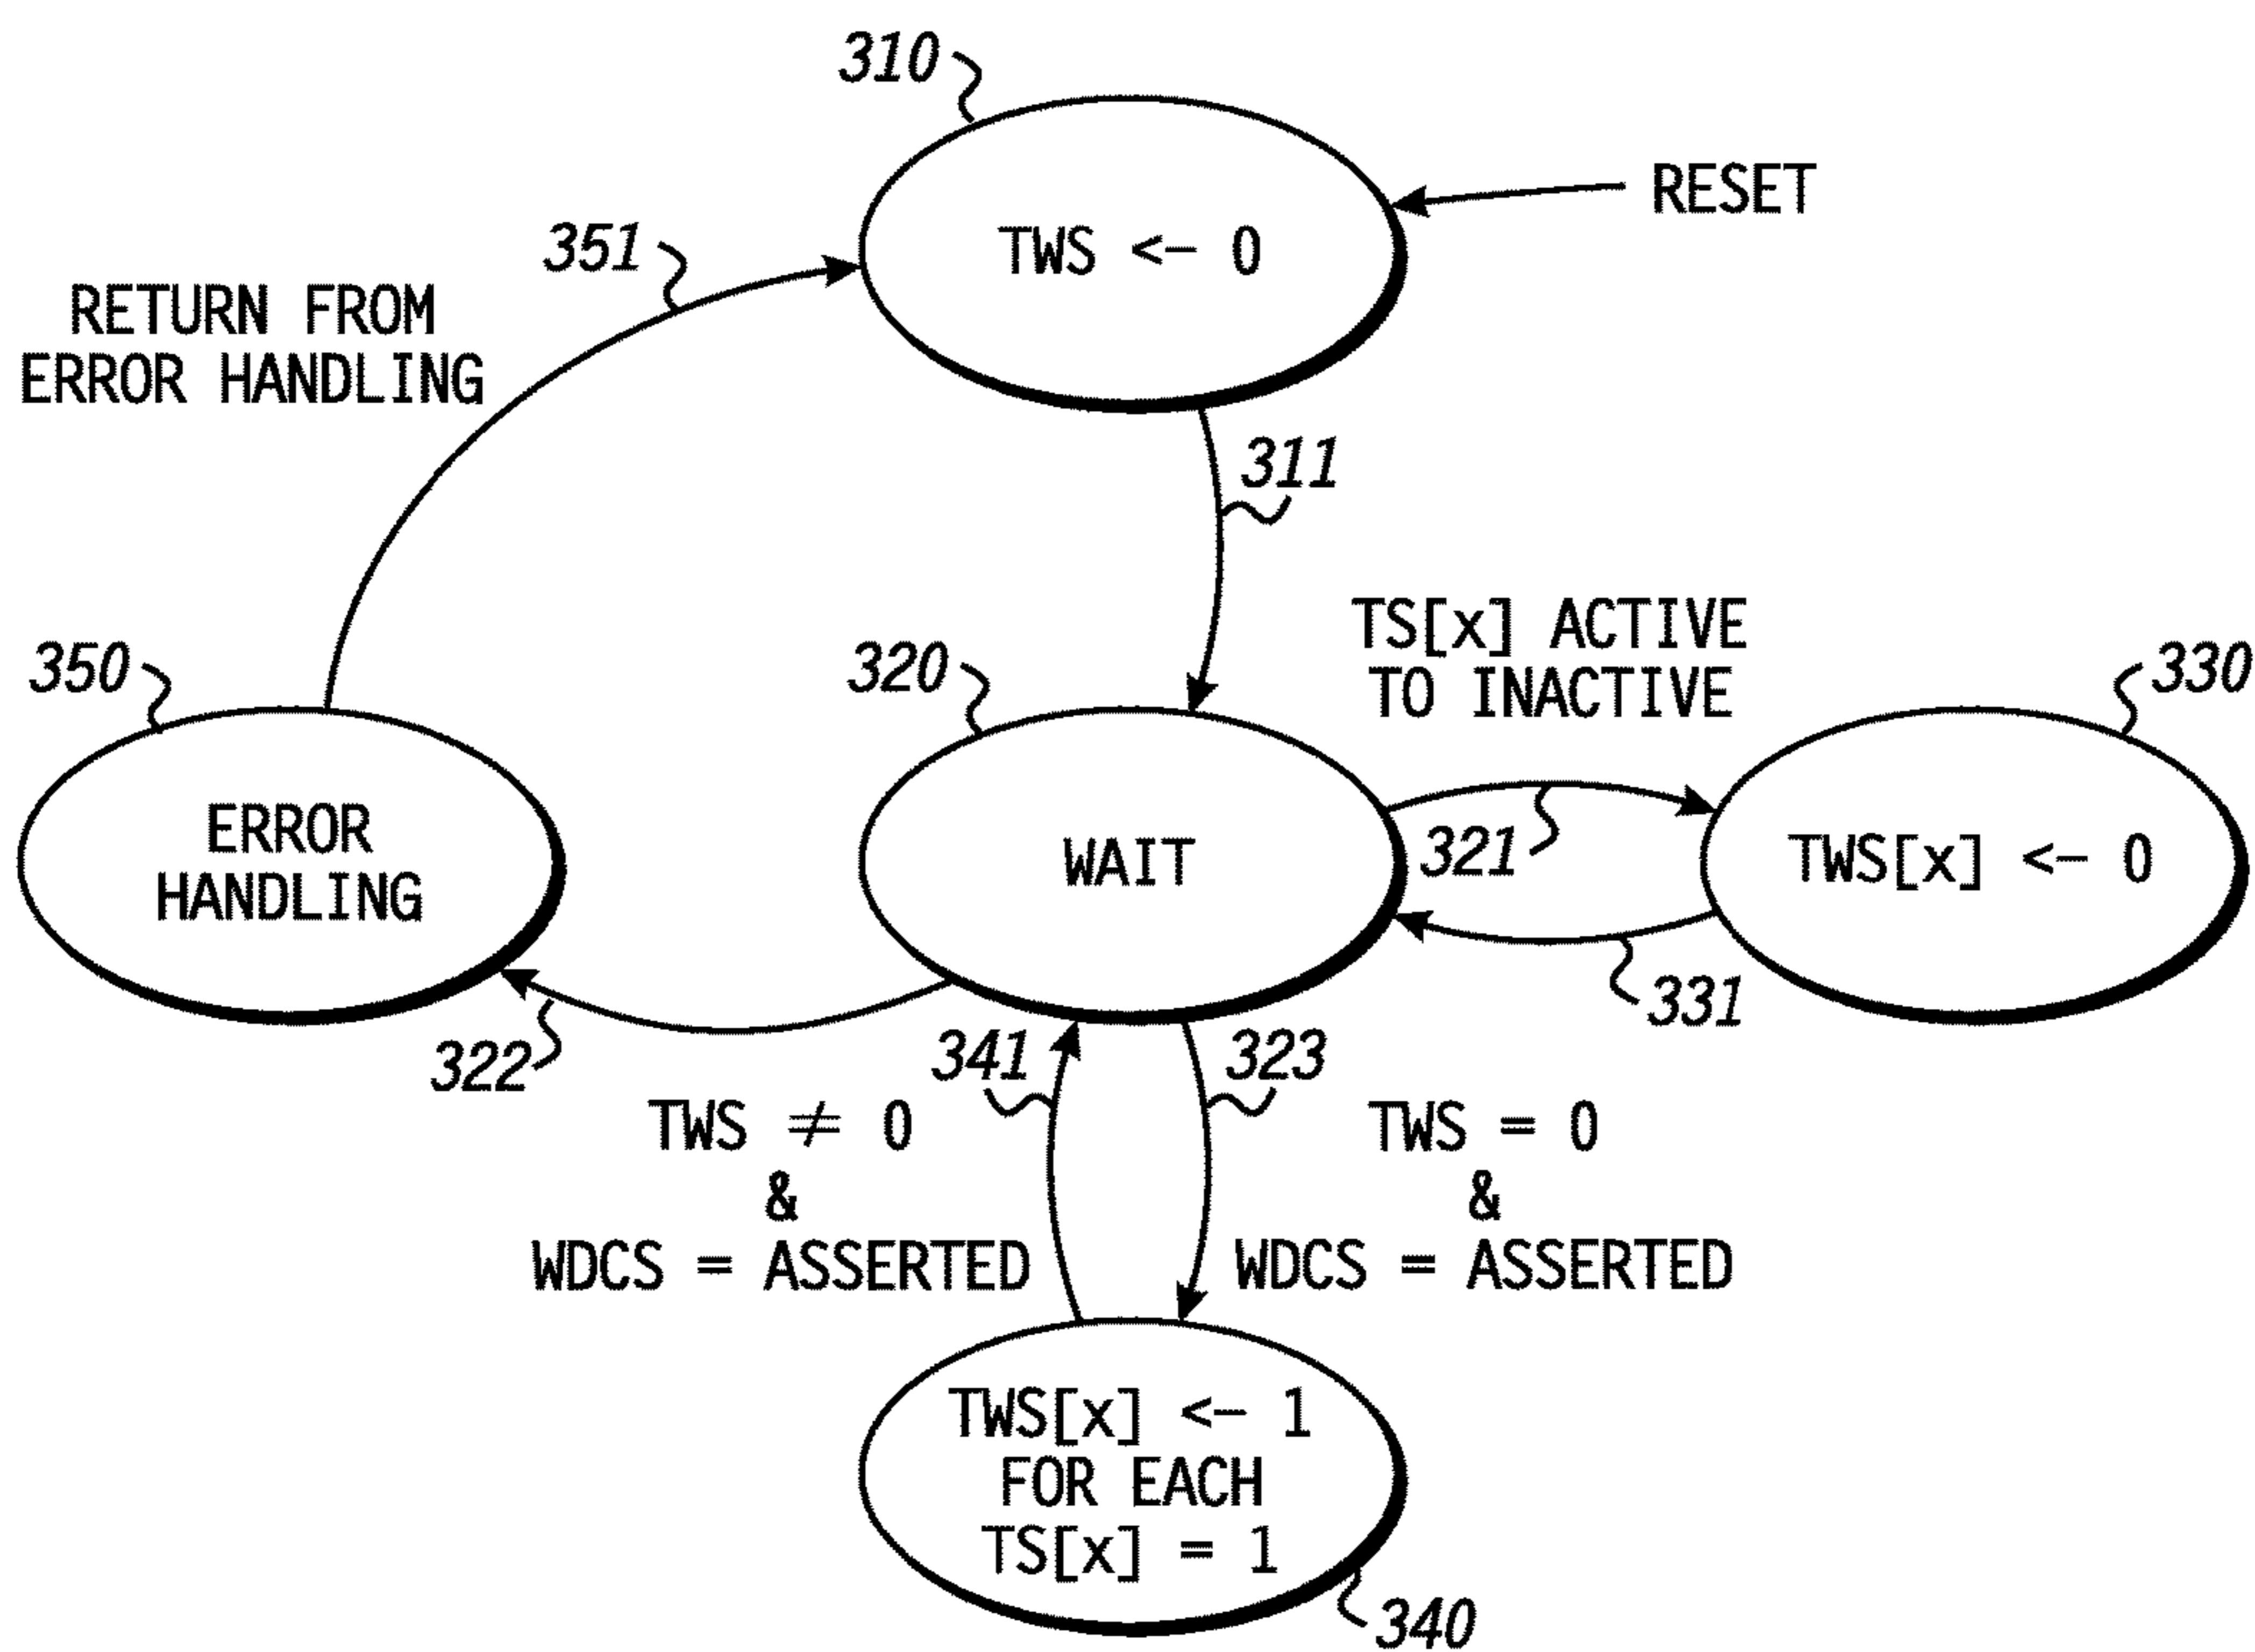 310
RESET
TWS <- 0
351
RETURN FROM
ERROR HANDLING
311
TS[x] ACTIVE
TO INACTIVE
350
320
330
ERROR
HANDLING
WAIT
321
TWS[x] <- 0
331
322
341
323
TWS ≠ 0
&
WDCS = ASSERTED
TWS = 0
&
WDCS = ASSERTED
TWS[x] <- 1
FOR EACH
TS[x] = 1
340